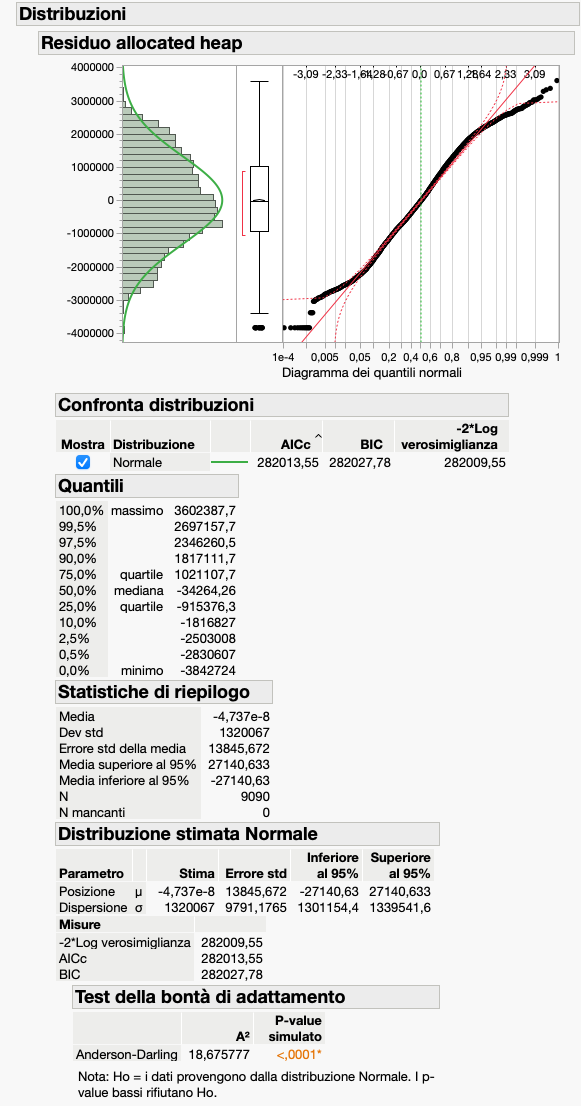 Distribuzioni
Residuo allocated heap
4000000
3000000
2000000
1000000
0
-1000000
-2000000
-3000000
-4000000
-3,09 -2,33 -1,64 -1,28 -0,67 0,0 0,67 1,28 1,64 2,33 3,09
1e-4 0,005 0,05 0,2 0,4 0,6 0,8 0,95 0,99 0,999 1
Diagramma dei quantili normali
Confronta distribuzioni
Mostra Distribuzione AICc ^ BIC -2*Log verosimiglianza
Normale 282013,55 282027,78 282009,55
Quantili
100,0% massimo 3602387,7
99,5% 2697157,7
97,5% 2346260,5
90,0% 1817111,7
75,0% quartile 1021107,7
50,0% mediana -34264,26
25,0% quartile -915376,3
10,0% -1816827
2,5% -2503008
0,5% -2830607
0,0% minimo -3842724
Statistiche di riepilogo
Media -4,737e-8
Dev std 1320067
Errore std della media 13845,672
Media superiore al 95% 27140,633
Media inferiore al 95% -27140,63
N 9090
N mancanti 0
Distribuzione stimata Normale
Parametro Stima Errore std Inferiore al 95% Superiore al 95%
Posizione μ -4,737e-8 13845,672 -27140,63 27140,633
Dispersione σ 1320067 9791,1765 1301154,4 1339541,6
Misure
-2*Log verosimiglianza 282009,55
AICc 282013,55
BIC 282027,78
Test della bontà di adattamento
A² P-value simulato
Anderson-Darling 18,675777 <,0001*
Nota: Ho = i dati provengono dalla distribuzione Normale. I p-
value bassi rifiutano Ho.